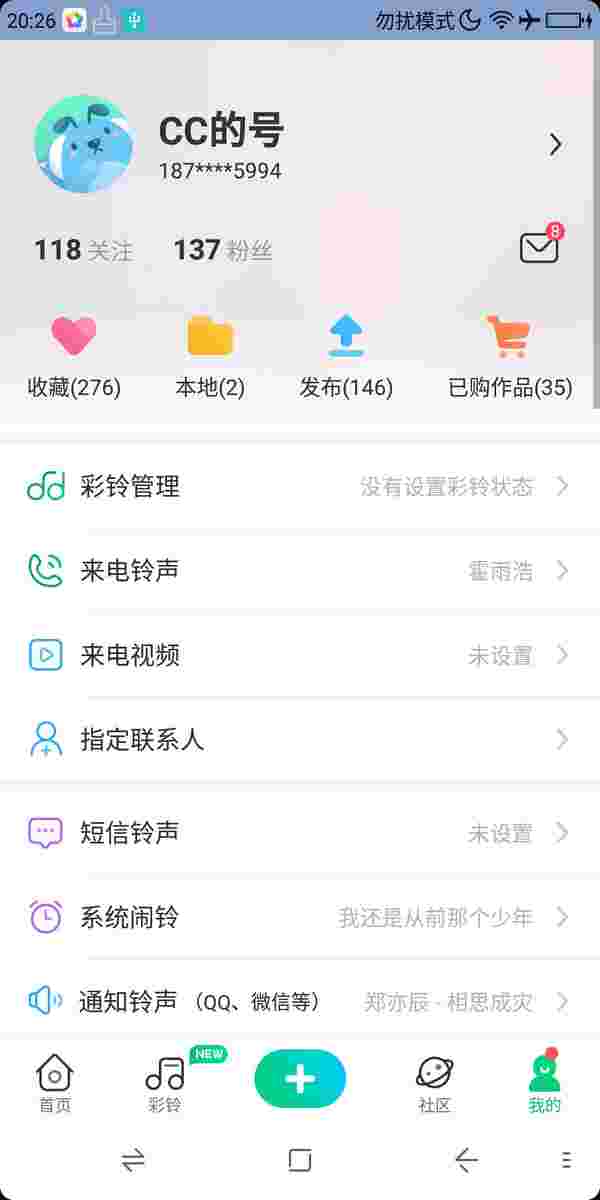 20:26 勿扰模式
CC的号
187****5994
118 关注 137 粉丝 8
收藏(276) 本地(2) 发布(146) 已购作品(35)
彩铃管理 没有设置彩铃状态
来电铃声 霍雨浩
来电视频 未设置
指定联系人
短信铃声 未设置
系统闹铃 我还是从前那个少年
通知铃声 （QQ、微信等） 郑亦辰 - 相思成灾
NEW
首页 彩铃 社区 我的